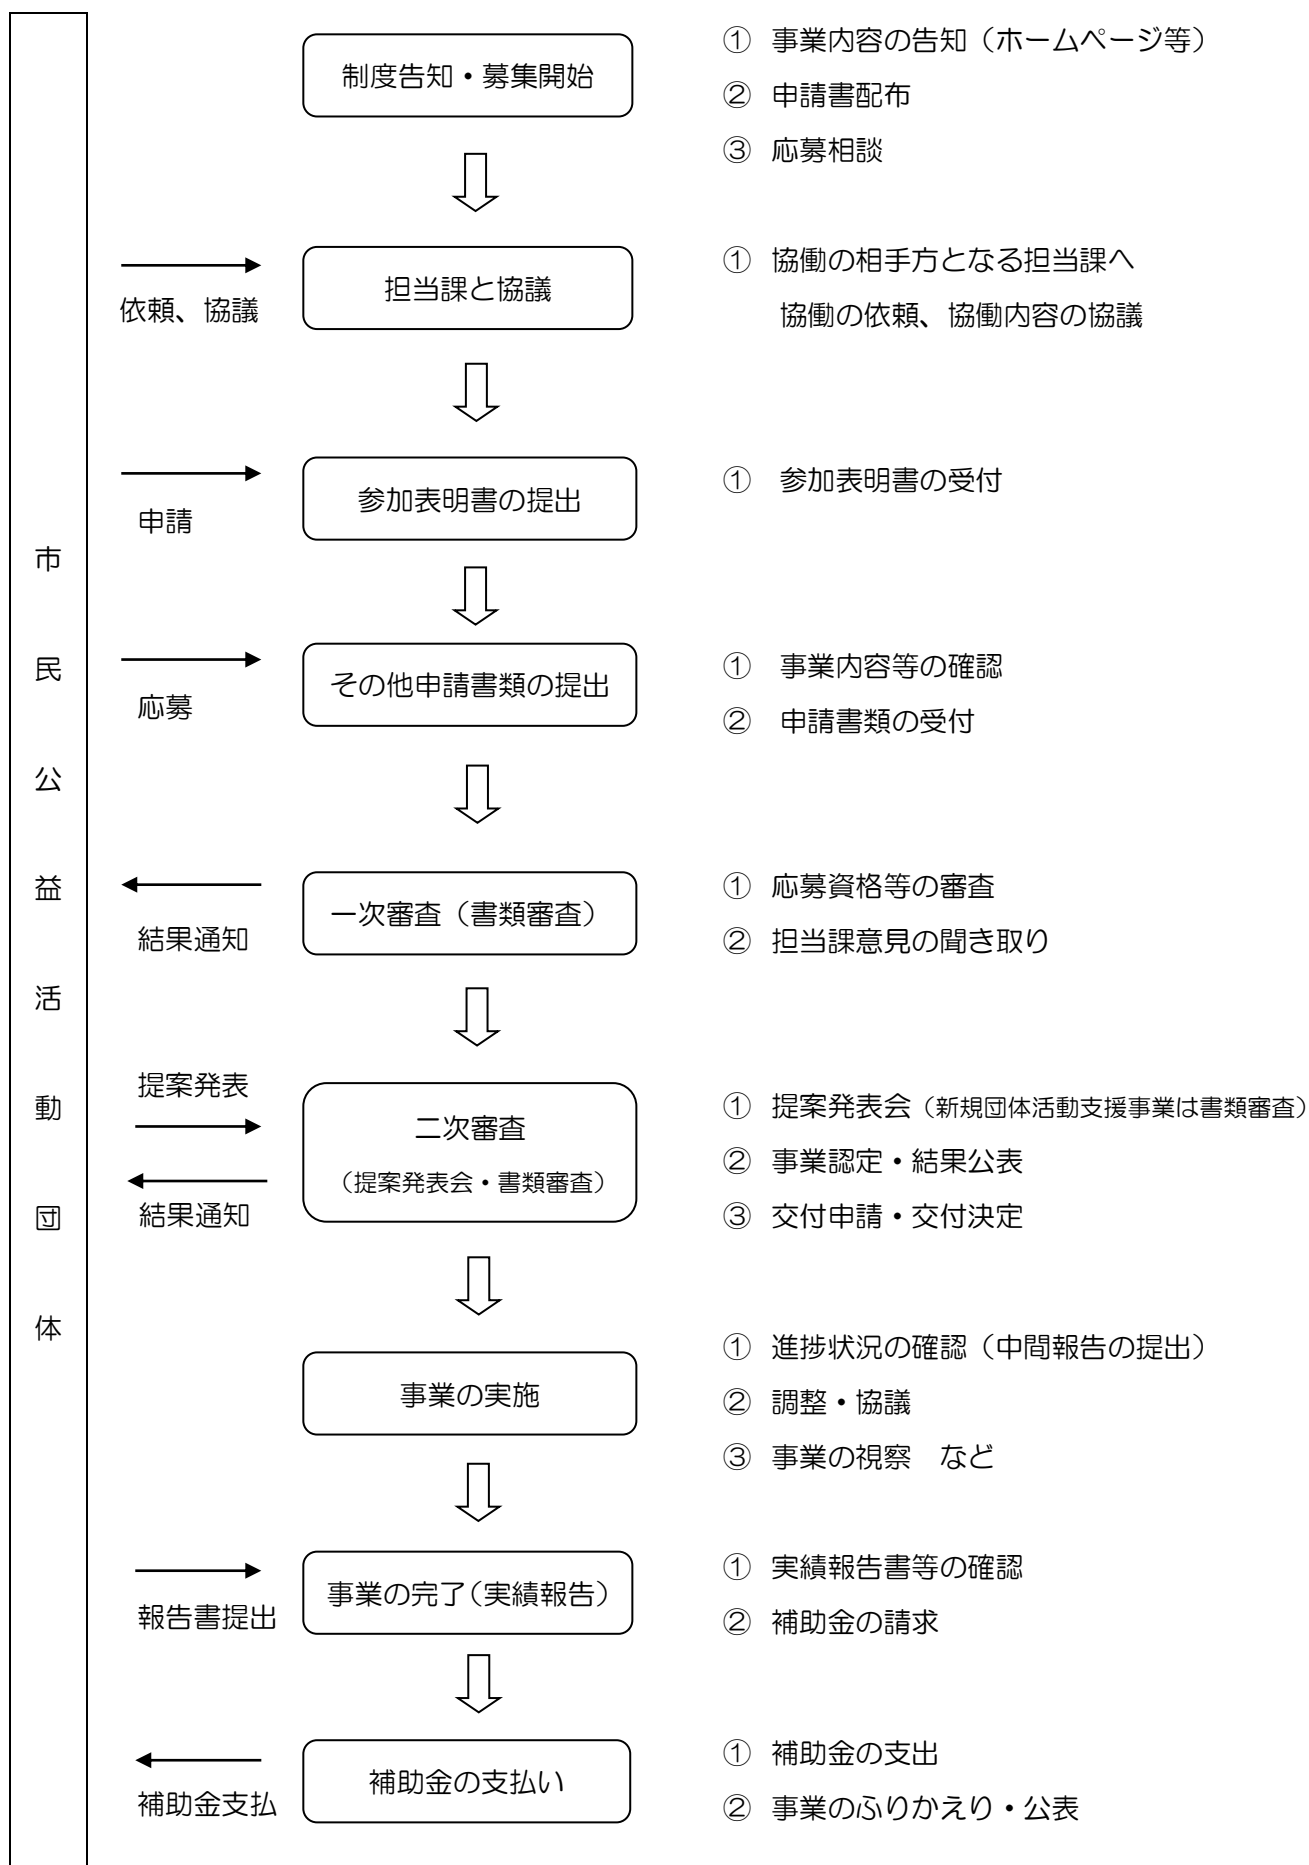 市民公益活動団体
制度告知・募集開始
① 事業内容の告知（ホームページ等）
② 申請書配布
③ 応募相談
依頼、協議
担当課と協議
① 協働の相手方となる担当課へ
協働の依頼、協働内容の協議
申請
参加表明書の提出
① 参加表明書の受付
応募
その他申請書類の提出
① 事業内容等の確認
② 申請書類の受付
結果通知
一次審査（書類審査）
① 応募資格等の審査
② 担当課意見の聞き取り
提案発表
結果通知
二次審査
（提案発表会・書類審査）
① 提案発表会（新規団体活動支援事業は書類審査）
② 事業認定・結果公表
③ 交付申請・交付決定
事業の実施
① 進捗状況の確認（中間報告の提出）
② 調整・協議
③ 事業の視察　など
報告書提出
事業の完了（実績報告）
① 実績報告書等の確認
② 補助金の請求
補助金支払
補助金の支払い
① 補助金の支出
② 事業のふりかえり・公表